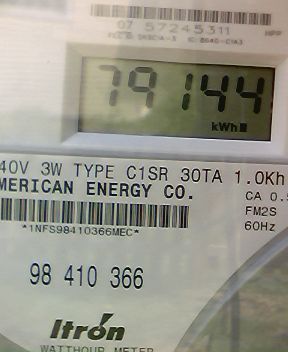 07 57245311
79144
kWh
40V 3W TYPE C1SR 30TA 1.0Kh
MERICAN ENERGY CO.
CA 0.5
FM2S
*1NFS98410366MEC*
60Hz
98 410 366
Itron
WATTHOUR METER